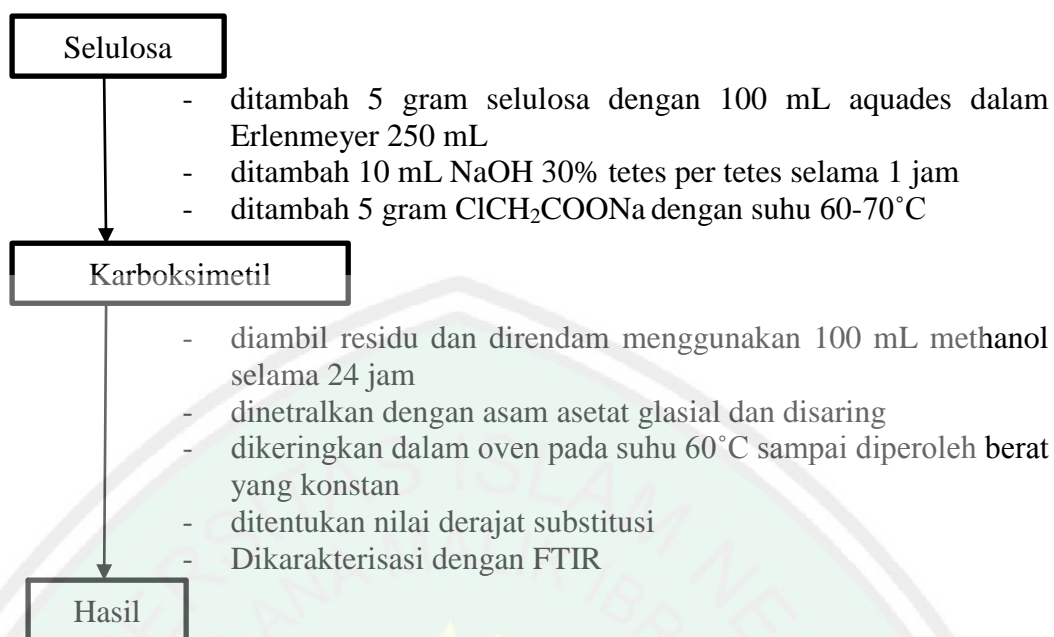 Selulosa
- ditambah 5 gram selulosa dengan 100 mL aquades dalam
Erlenmeyer 250 mL
- ditambah 10 mL NaOH 30% tetes per tetes selama 1 jam
- ditambah 5 gram ClCH₂COONa dengan suhu 60-70˚C
Karboksimetil
- diambil residu dan direndam menggunakan 100 mL methanol
selama 24 jam
- dinetralkan dengan asam asetat glasial dan disaring
- dikeringkan dalam oven pada suhu 60˚C sampai diperoleh berat
yang konstan
- ditentukan nilai derajat substitusi
- Dikarakterisasi dengan FTIR
Hasil